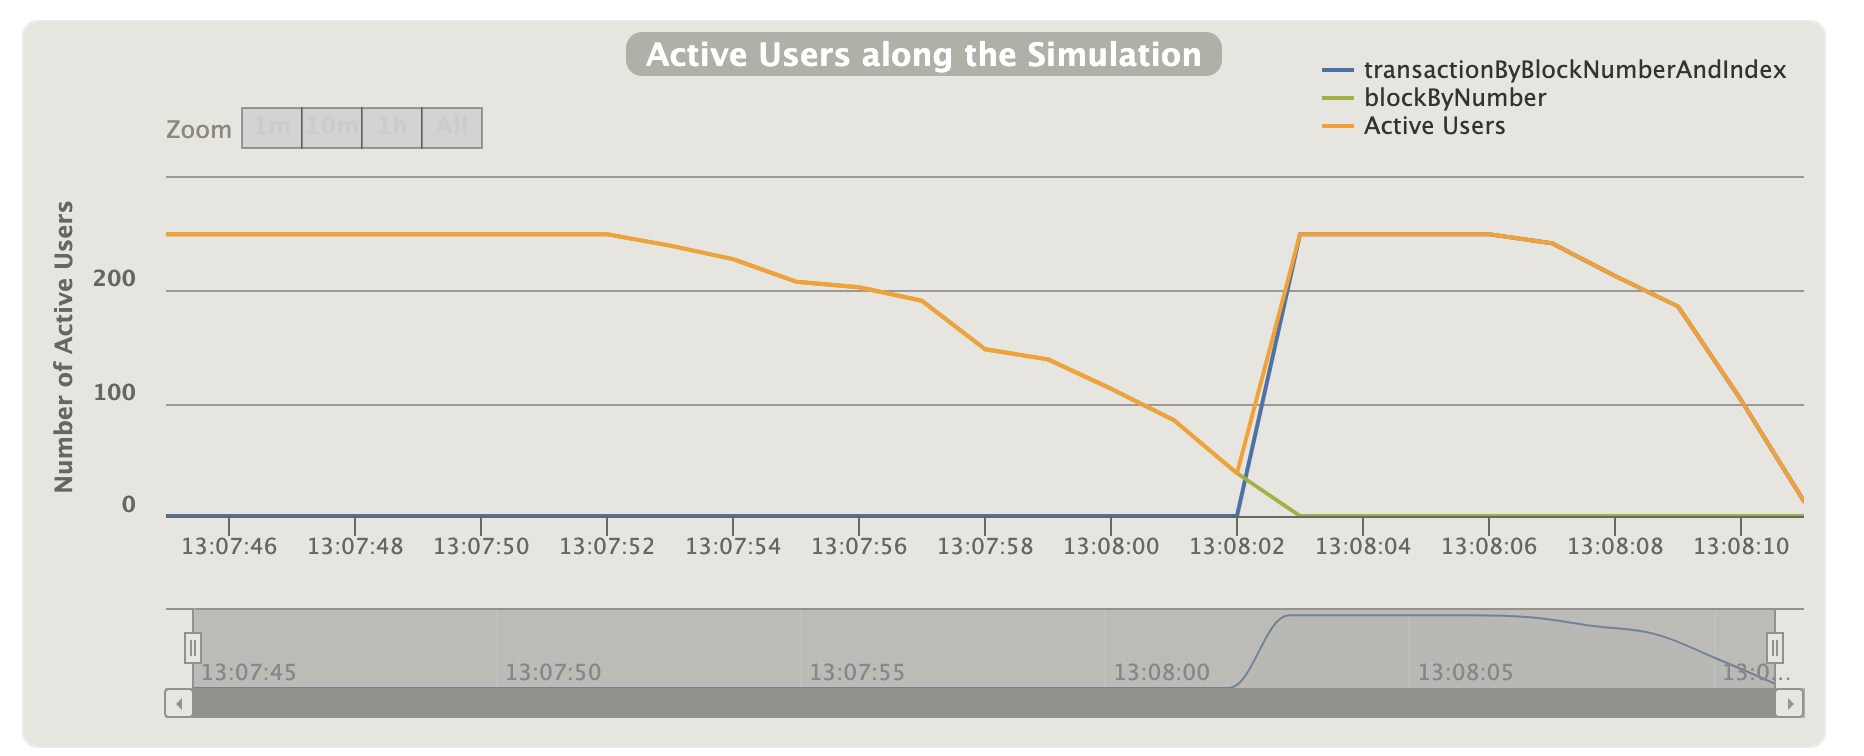 Active Users along the Simulation
transactionByBlockNumberAndIndex
blockByNumber
Active Users
Zoom 1m 10m 1h All
Number of Active Users
200
100
0
13:07:46 13:07:48 13:07:50 13:07:52 13:07:54 13:07:56 13:07:58 13:08:00 13:08:02 13:08:04 13:08:06 13:08:08 13:08:10
13:07:45 13:07:50 13:07:55 13:08:00 13:08:05 13:0...